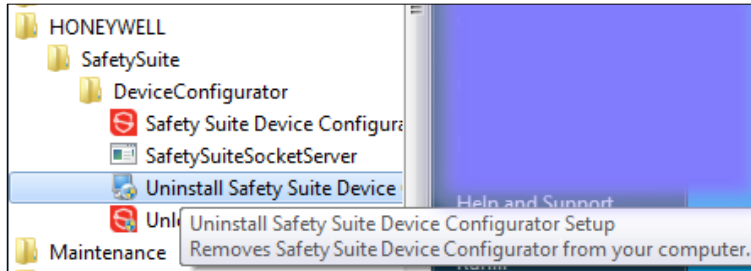 HONEYWELL
SafetySuite
DeviceConfigurator
Safety Suite Device Configura
SafetySuiteSocketServer
Uninstall Safety Suite Device
Help and Support
Unl
Uninstall Safety Suite Device Configurator Setup
Removes Safety Suite Device Configurator from your computer.
Maintenance